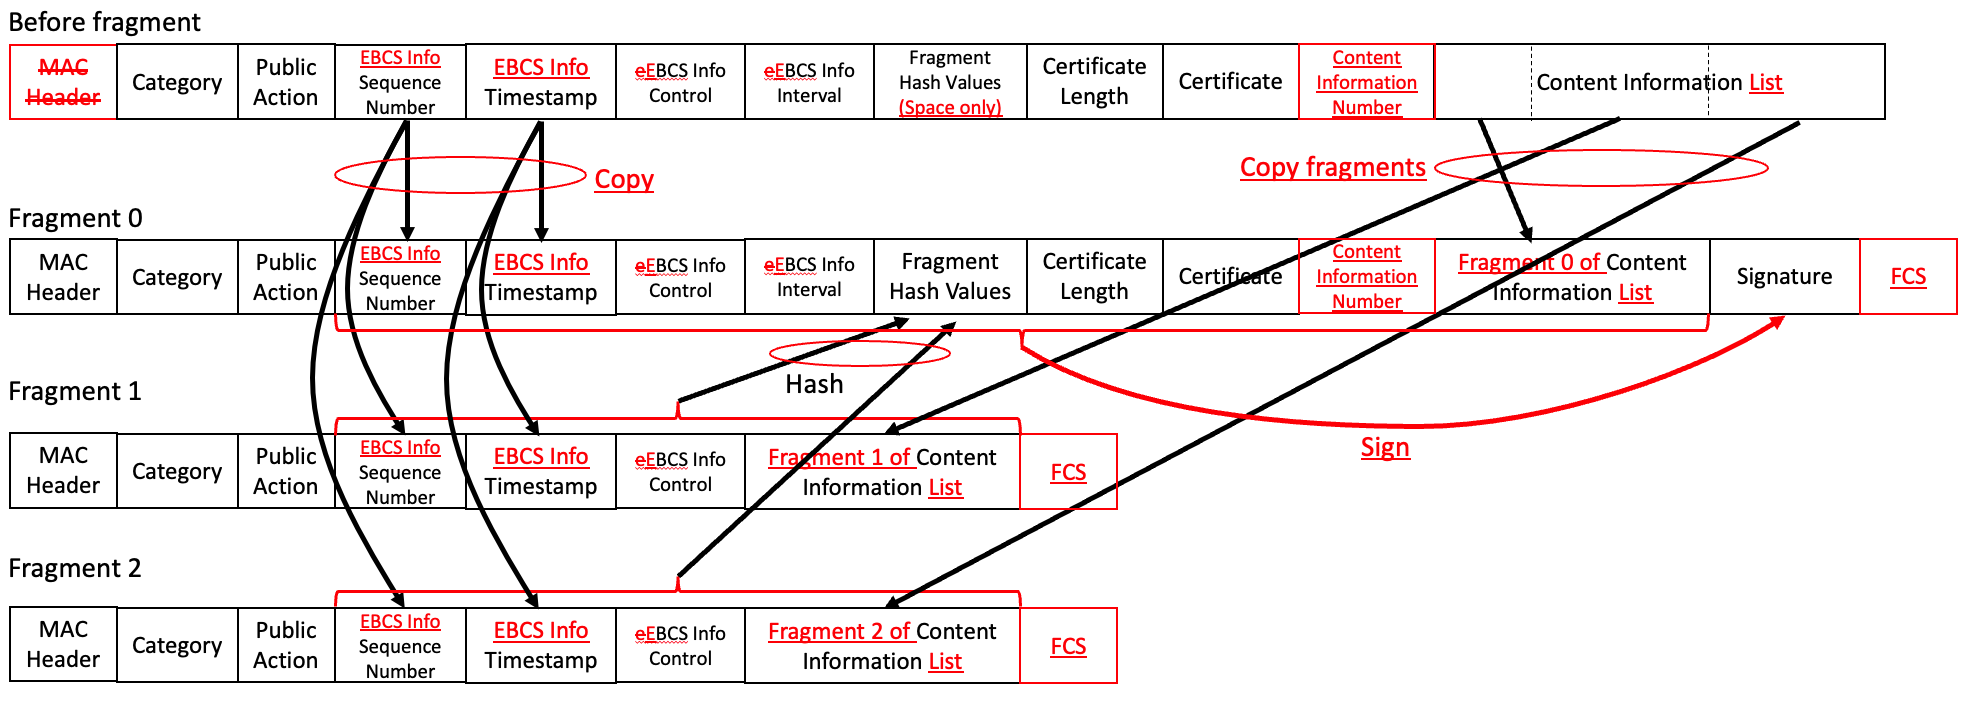 Before fragment
MAC
Header
Category
Public
Action
EBCS Info
Sequence
Number
EBCS Info
Timestamp
eEBCS Info
Control
eEBCS Info
Interval
Fragment
Hash Values
(Space only)
Certificate
Length
Certificate
Content
Information
Number
Content Information List
Copy
Copy fragments
Fragment 0
MAC
Header
Category
Public
Action
EBCS Info
Sequence
Number
EBCS Info
Timestamp
eEBCS Info
Control
eEBCS Info
Interval
Fragment
Hash Values
Certificate
Length
Certificate
Content
Information
Number
Fragment 0 of Content
Information List
Signature
FCS
Hash
Sign
Fragment 1
MAC
Header
Category
Public
Action
EBCS Info
Sequence
Number
EBCS Info
Timestamp
eEBCS Info
Control
Fragment 1 of Content
Information List
FCS
Fragment 2
MAC
Header
Category
Public
Action
EBCS Info
Sequence
Number
EBCS Info
Timestamp
eEBCS Info
Control
Fragment 2 of Content
Information List
FCS